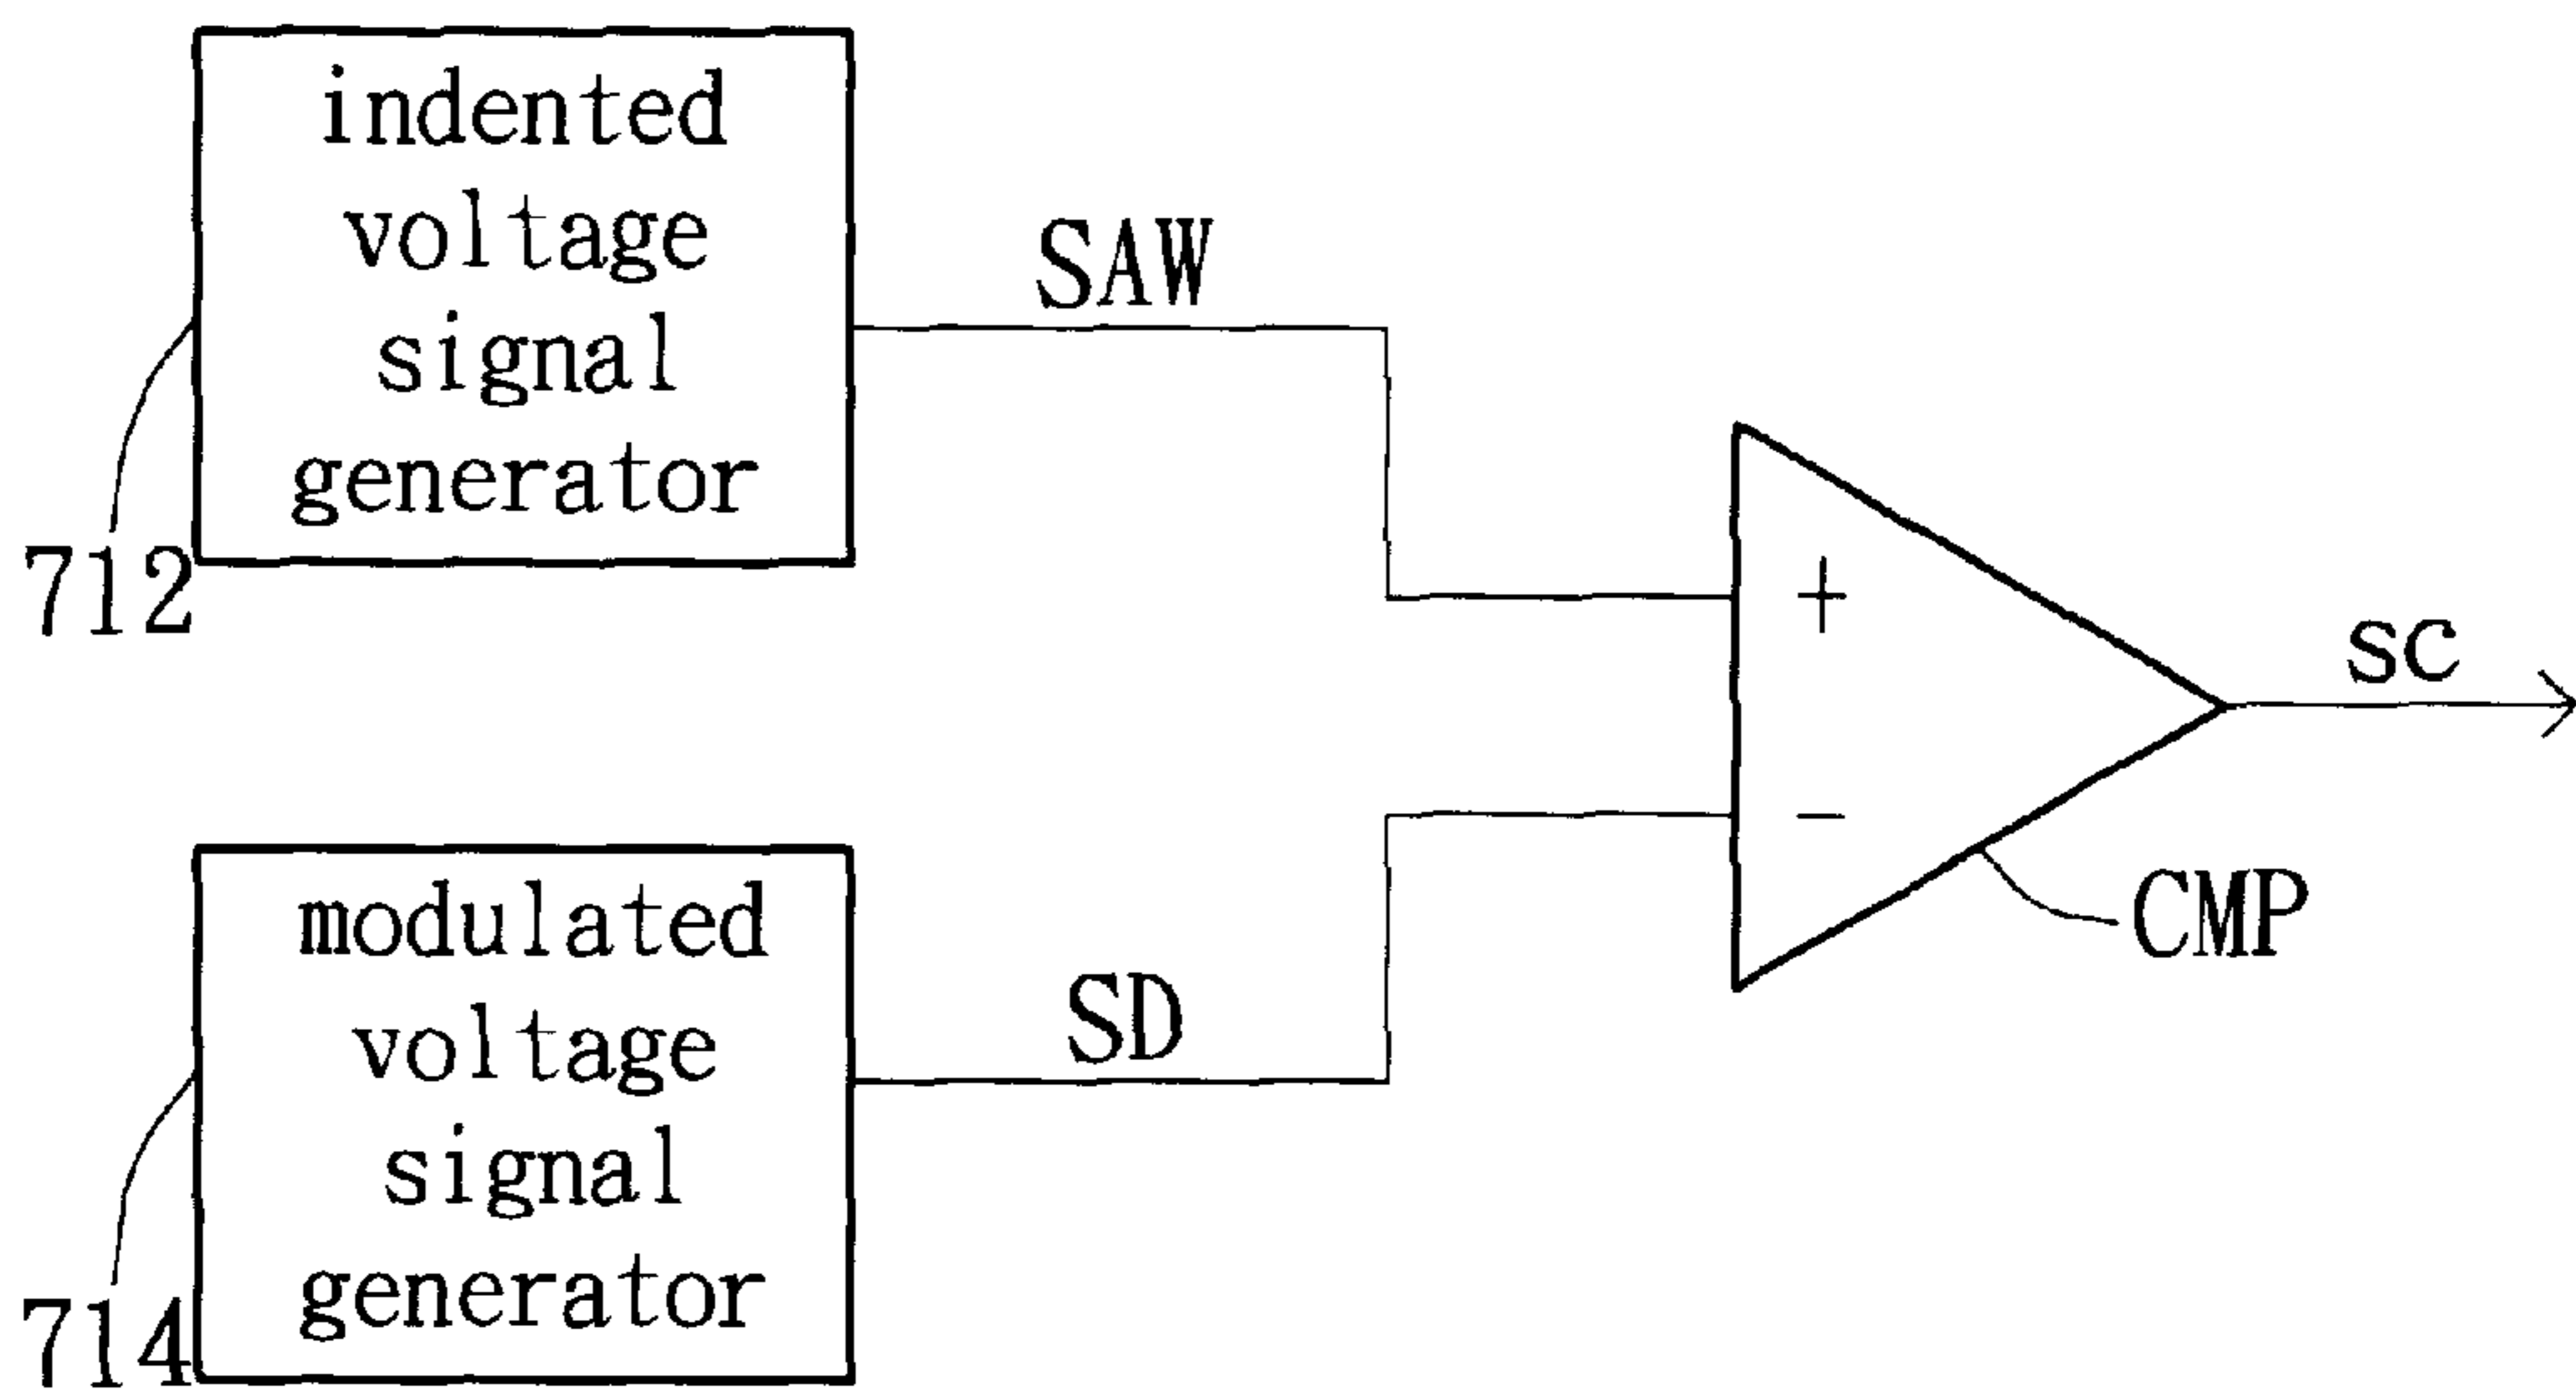 indented
voltage
signal
generator
712
SAW
+
sc
-
CMP
modulated
voltage
signal
generator
714
SD